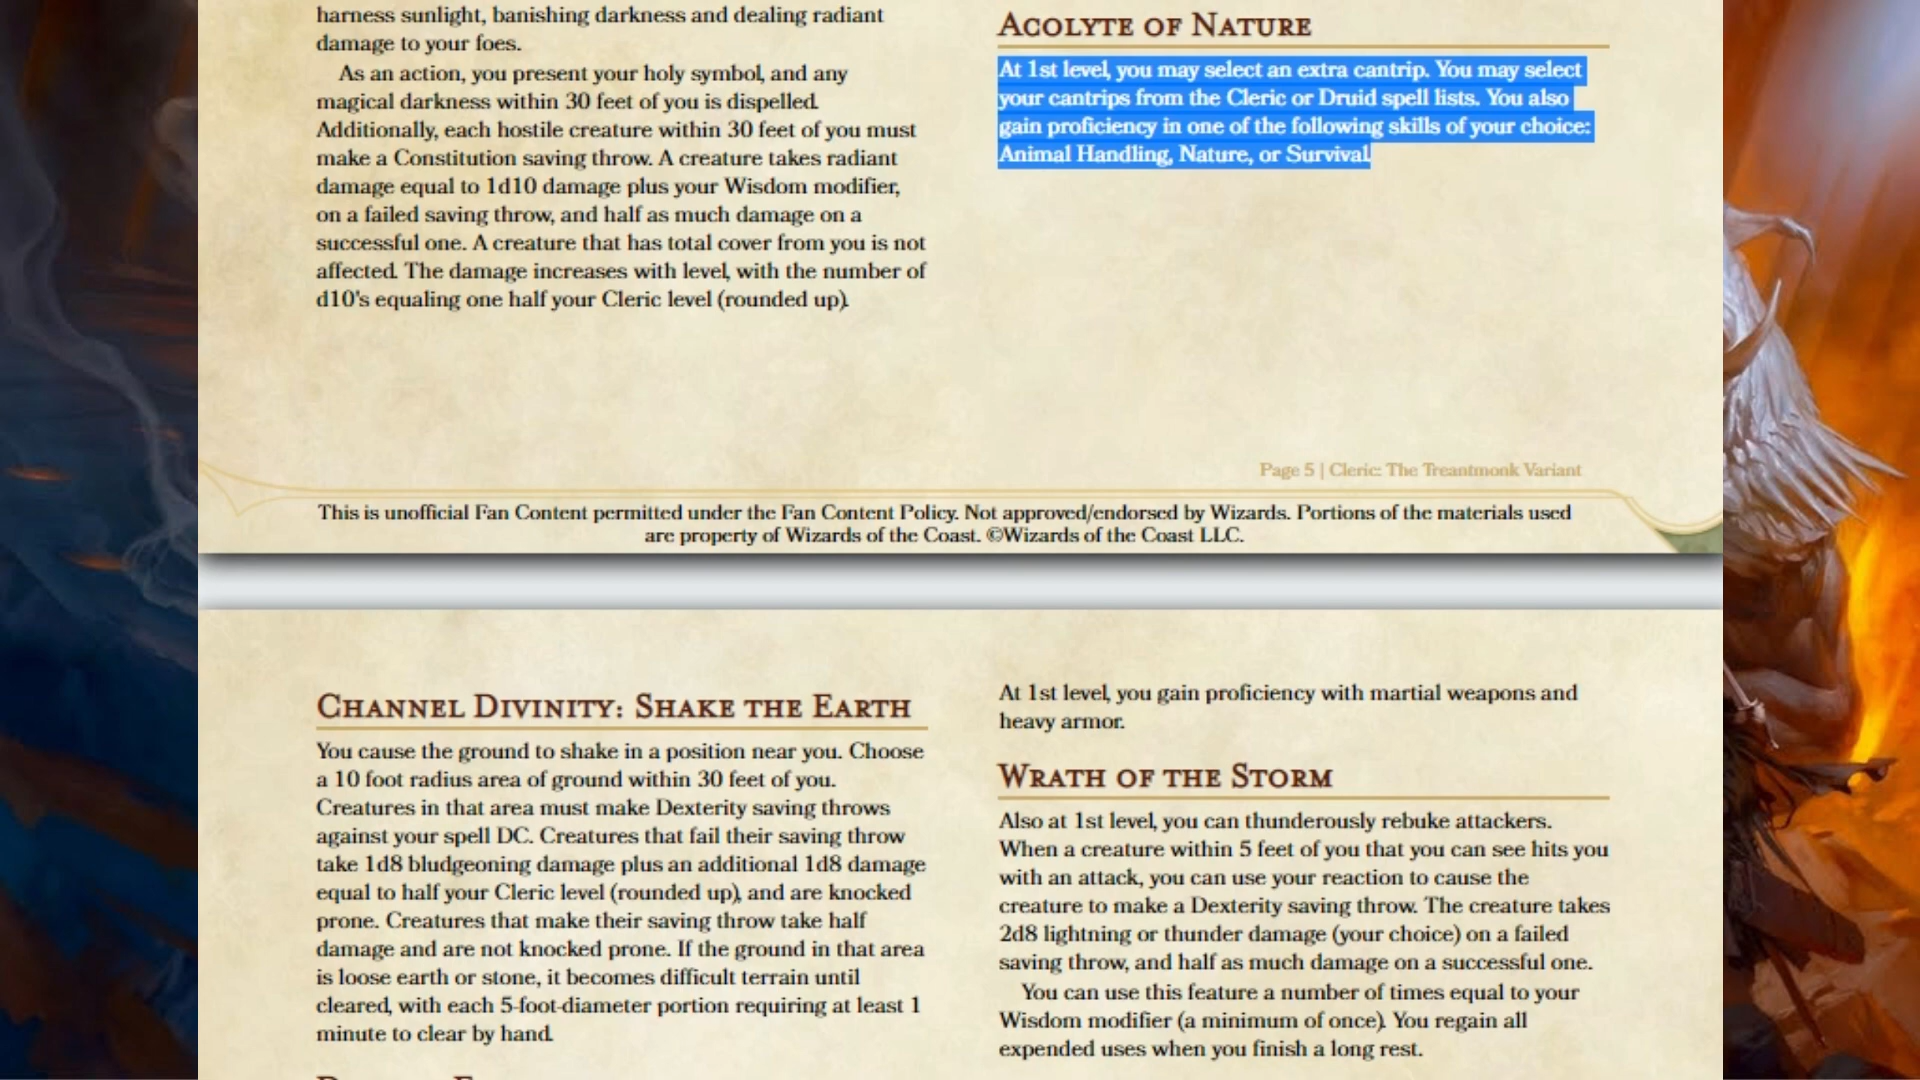 harness sunlight, banishing darkness and dealing radiant
damage to your foes.
As an action, you present your holy symbol, and any
magical darkness within 30 feet of you is dispelled.
Additionally, each hostile creature within 30 feet of you must
make a Constitution saving throw. A creature takes radiant
damage equal to 1d10 damage plus your Wisdom modifier,
on a failed saving throw, and half as much damage on a
successful one. A creature that has total cover from you is not
affected. The damage increases with level, with the number of
d10's equaling one half your Cleric level (rounded up).
ACOLYTE OF NATURE
At 1st level, you may select an extra cantrip. You may select
your cantrips from the Cleric or Druid spell lists. You also
gain proficiency in one of the following skills of your choice:
Animal Handling, Nature, or Survival.
Page 5 | Cleric: The Treantmonk Variant
This is unofficial Fan Content permitted under the Fan Content Policy. Not approved/endorsed by Wizards. Portions of the materials used
are property of Wizards of the Coast. ©Wizards of the Coast LLC.
CHANNEL DIVINITY: SHAKE THE EARTH
You cause the ground to shake in a position near you. Choose
a 10 foot radius area of ground within 30 feet of you.
Creatures in that area must make Dexterity saving throws
against your spell DC. Creatures that fail their saving throw
take 1d8 bludgeoning damage plus an additional 1d8 damage
equal to half your Cleric level (rounded up), and are knocked
prone. Creatures that make their saving throw take half
damage and are not knocked prone. If the ground in that area
is loose earth or stone, it becomes difficult terrain until
cleared, with each 5-foot-diameter portion requiring at least 1
minute to clear by hand.
At 1st level, you gain proficiency with martial weapons and
heavy armor.
WRATH OF THE STORM
Also at 1st level, you can thunderously rebuke attackers.
When a creature within 5 feet of you that you can see hits you
with an attack, you can use your reaction to cause the
creature to make a Dexterity saving throw. The creature takes
2d8 lightning or thunder damage (your choice) on a failed
saving throw, and half as much damage on a successful one.
You can use this feature a number of times equal to your
Wisdom modifier (a minimum of once). You regain all
expended uses when you finish a long rest.